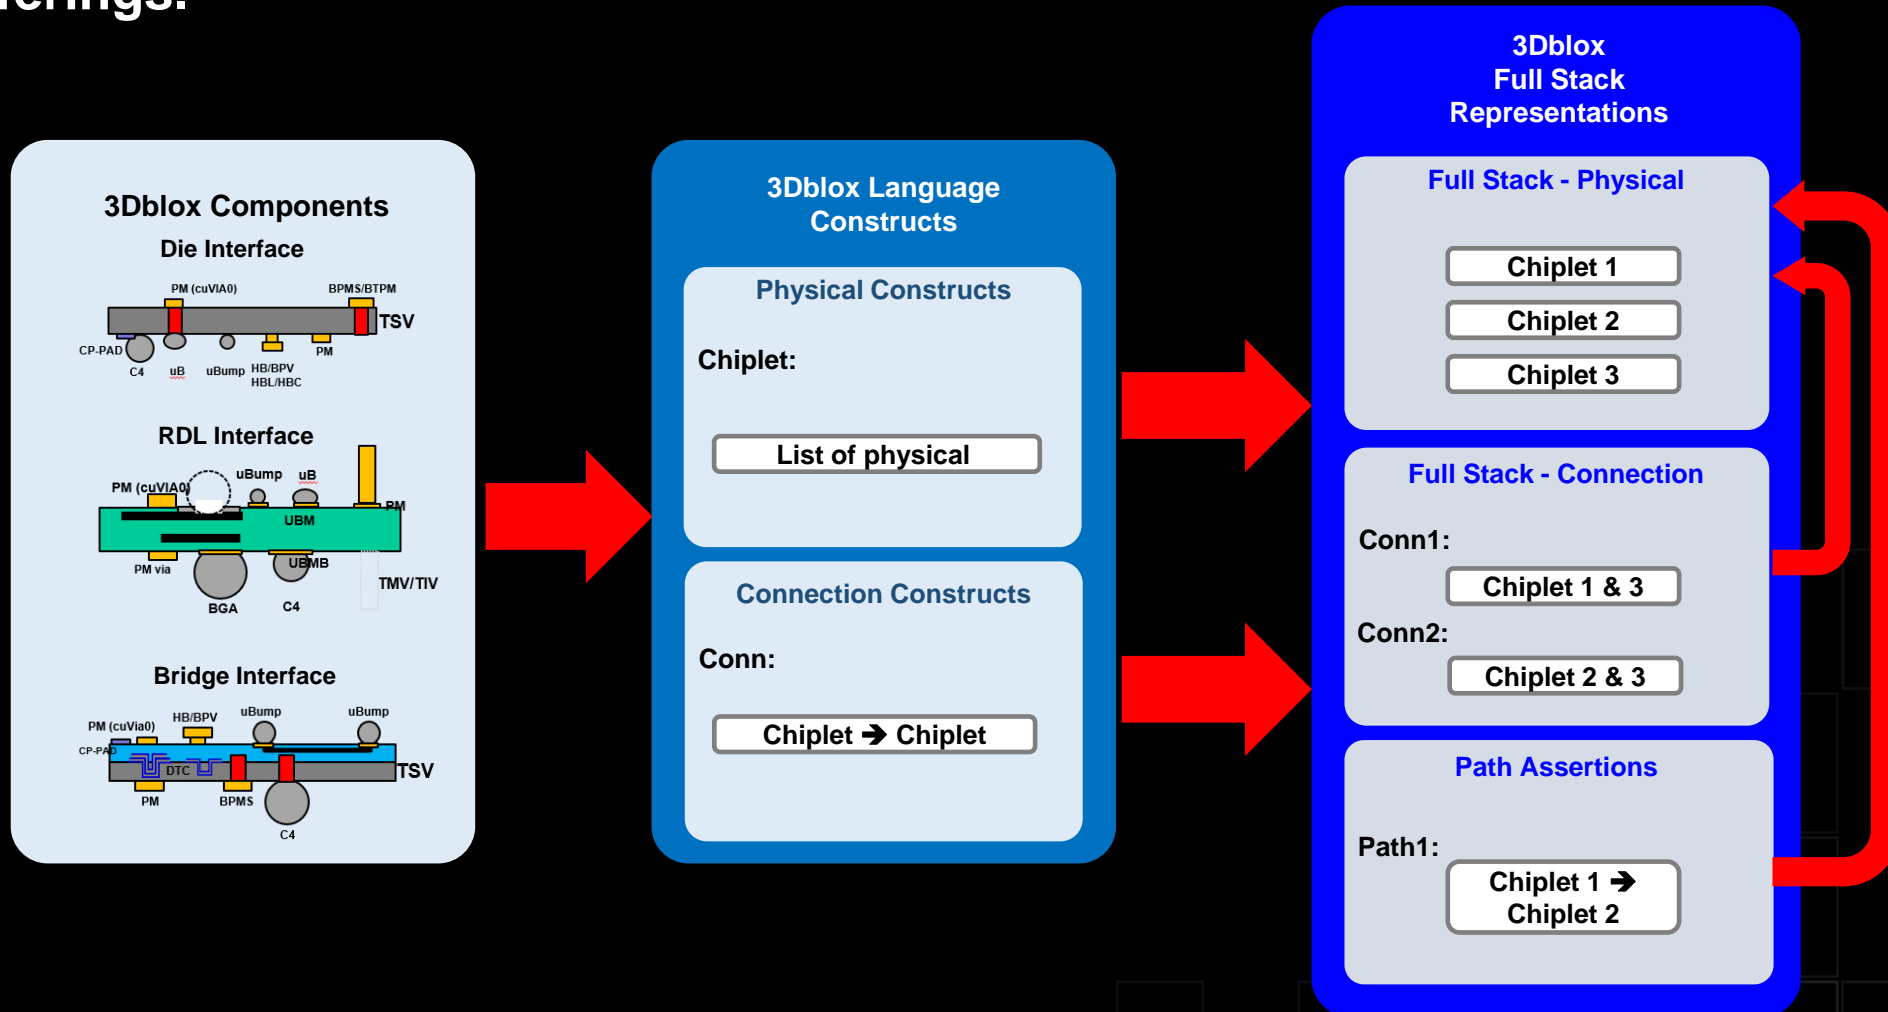 3Dblox Components
Die Interface
PM (cuVIA0)
BPMS/BTPM
TSV
CP-PAD
C4
uB
uBump
HB/BPV
HBL/HBC
PM
RDL Interface
PM (cuVIA0)
uBump
uB
PM
UBM
UBMB
PM via
BGA
C4
TMV/TIV
Bridge Interface
PM (cuVia0)
HB/BPV
uBump
uBump
CP-PAD
DTC
TSV
PM
BPMS
C4
3Dblox Language
Constructs
Physical Constructs
Chiplet:
List of physical
Connection Constructs
Conn:
Chiplet ➔ Chiplet
3Dblox
Full Stack
Representations
Full Stack - Physical
Chiplet 1
Chiplet 2
Chiplet 3
Full Stack - Connection
Conn1:
Chiplet 1 & 3
Conn2:
Chiplet 2 & 3
Path Assertions
Path1:
Chiplet 1 ➔
Chiplet 2